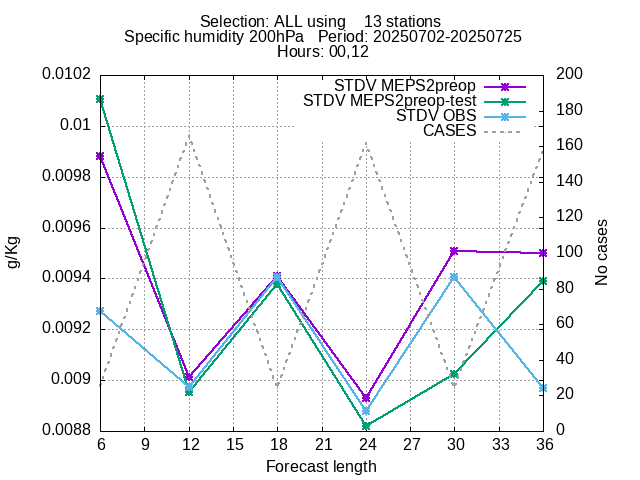 Selection: ALL using    13 stations
Specific humidity 200hPa   Period: 20250702-20250725
Hours: 00,12
STDV MEPS2preop
STDV MEPS2preop-test
STDV OBS
CASES
0.0102
0.01
0.0098
0.0096
0.0094
0.0092
0.009
0.0088
g/Kg
200
180
160
140
120
100
80
60
40
20
0
No cases
6 9 12 15 18 21 24 27 30 33 36
Forecast length